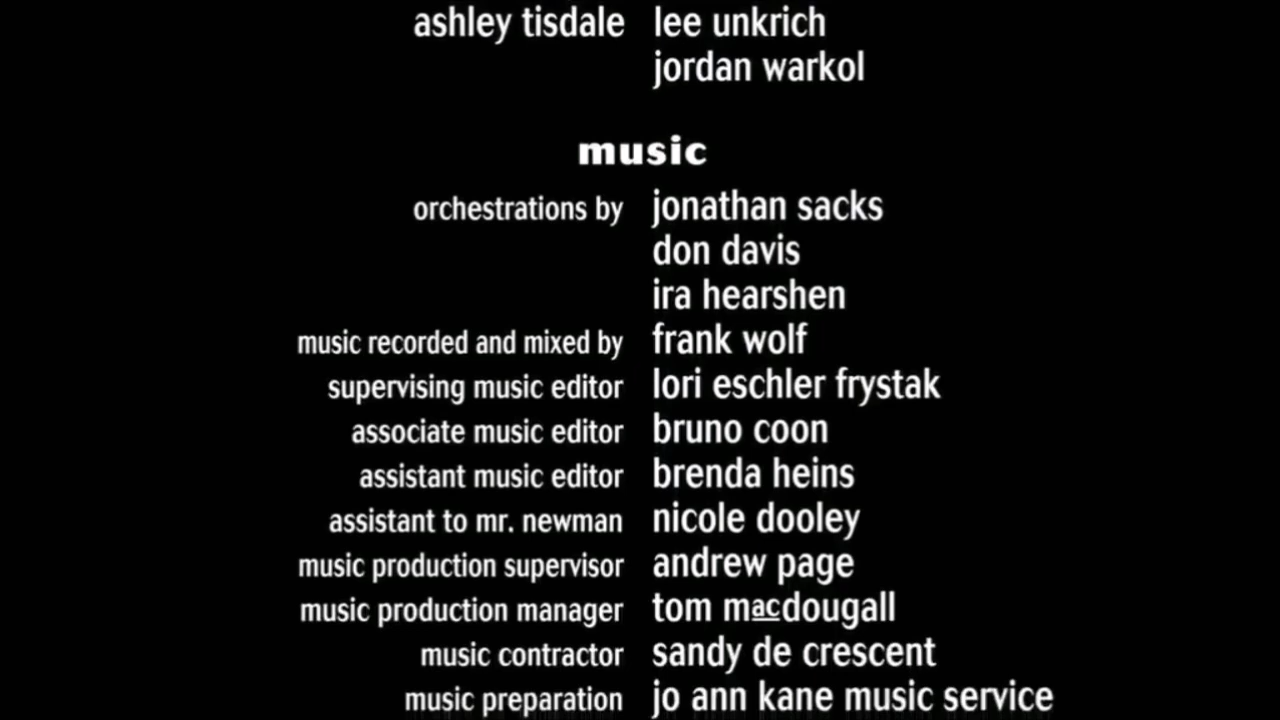 ashley tisdale lee unkrich
jordan warkol
music
orchestrations by jonathan sacks
don davis
ira hearshen
music recorded and mixed by frank wolf
supervising music editor lori eschler frystak
associate music editor bruno coon
assistant music editor brenda heins
assistant to mr. newman nicole dooley
music production supervisor andrew page
music production manager tom macdougall
music contractor sandy de crescent
music preparation jo ann kane music service